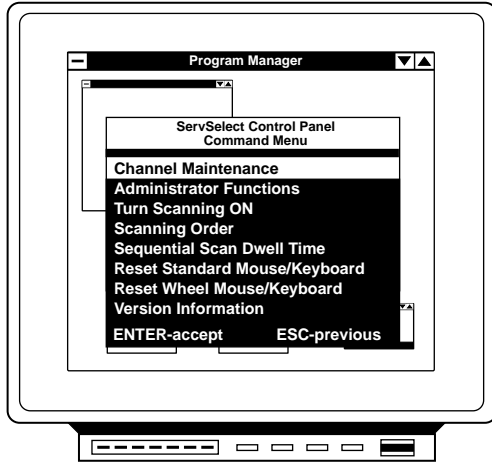 Program Manager
ServSelect Control Panel
Command Menu
Channel Maintenance
Administrator Functions
Turn Scanning ON
Scanning Order
Sequential Scan Dwell Time
Reset Standard Mouse/Keyboard
Reset Wheel Mouse/Keyboard
Version Information
ENTER-accept ESC-previous